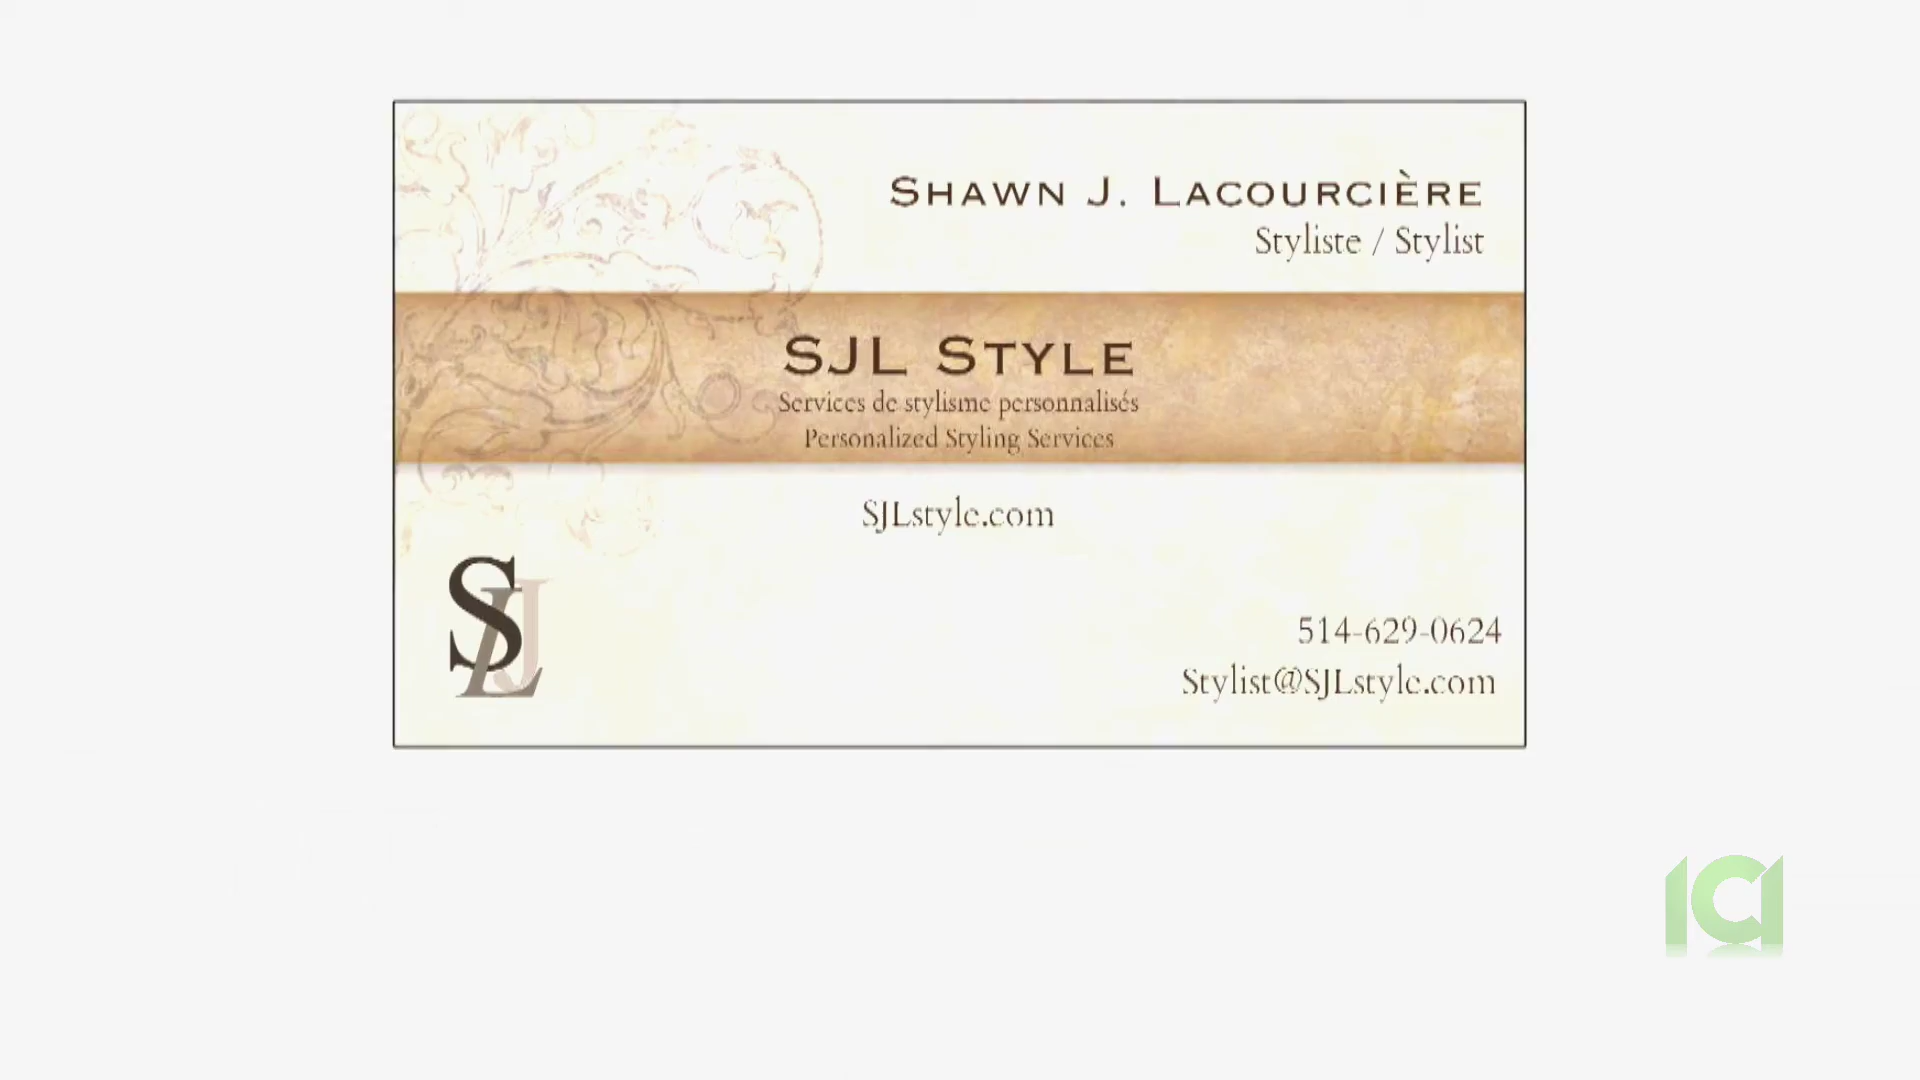 Shawn J. Lacourcière
Styliste / Stylist
SJL Style
Services de stylisme personnalisés
Personalized Styling Services
SJLstyle.com
SJL
514-629-0624
Stylist@SJLstyle.com
ICI